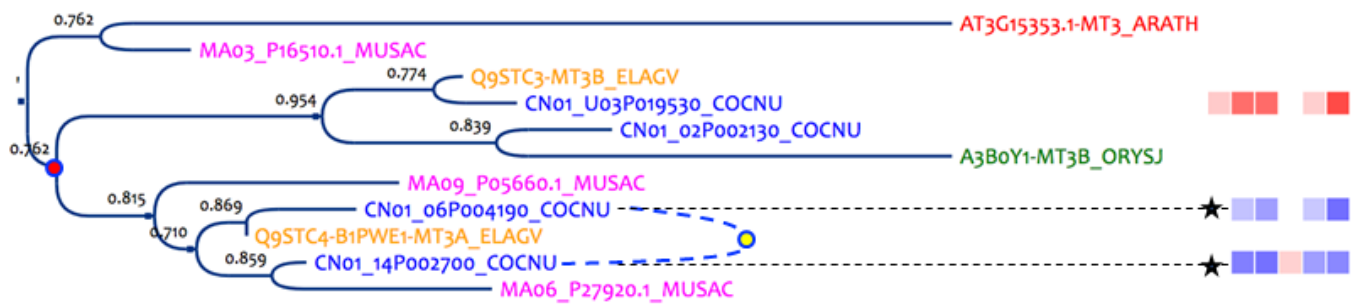 0.762
AT3G15353.1-MT3_ARATH
MA03_P16510.1_MUSAC
0.774
Q9STC3-MT3B_ELAGV
0.954
CN01_U03P019530_COCNU
0.839
CN01_02P002130_COCNU
0.762
A3B0Y1-MT3B_ORYSJ
0.815
MA09_P05660.1_MUSAC
0.869
CN01_06P004190_COCNU
0.710
Q9STC4-B1PWE1-MT3A_ELAGV
0.859
CN01_14P002700_COCNU
MA06_P27920.1_MUSAC